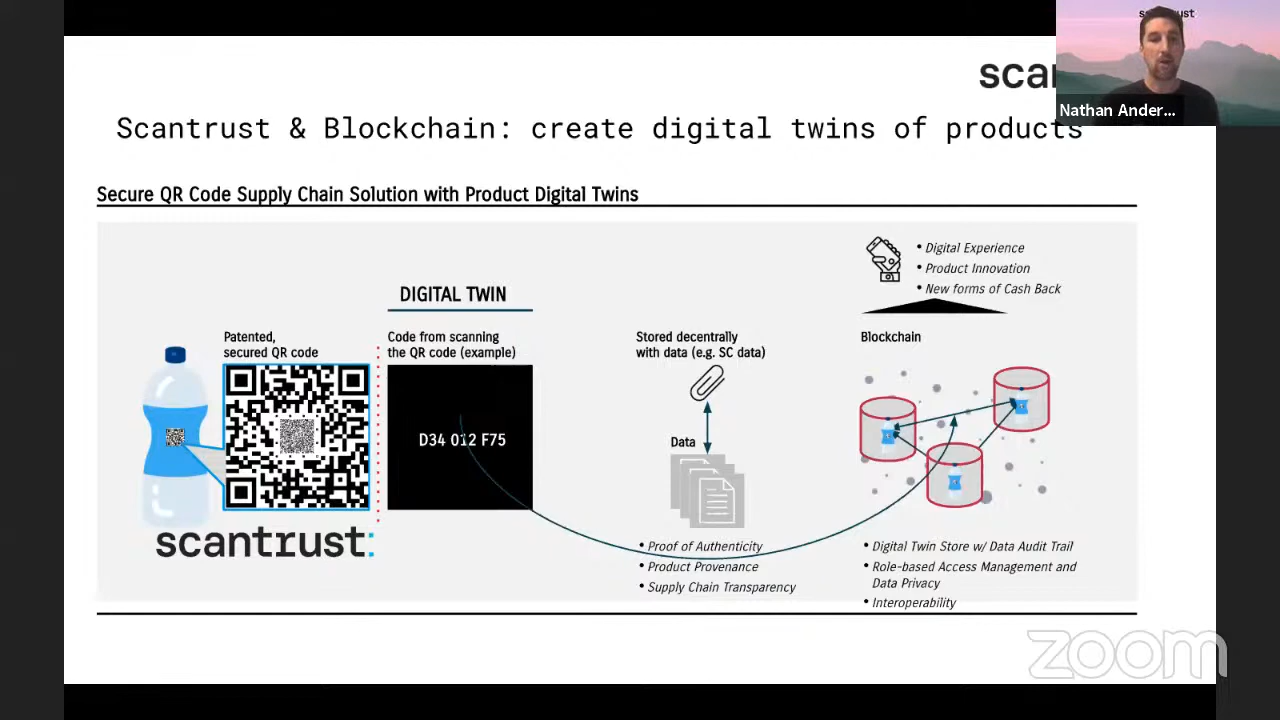 scantrust
sca
Nathan Ander...
Scantrust & Blockchain: create digital twins of products
Secure QR Code Supply Chain Solution with Product Digital Twins
• Digital Experience
• Product Innovation
• New forms of Cash Back
DIGITAL TWIN
Patented,
secured QR code
Code from scanning
the QR code (example)
Stored decentrally
with data (e.g. SC data)
Blockchain
D34 012 F75
Data
scantrust:
• Proof of Authenticity
• Product Provenance
• Supply Chain Transparency
• Digital Twin Store w/ Data Audit Trail
• Role-based Access Management and
Data Privacy
• Interoperability
zoom